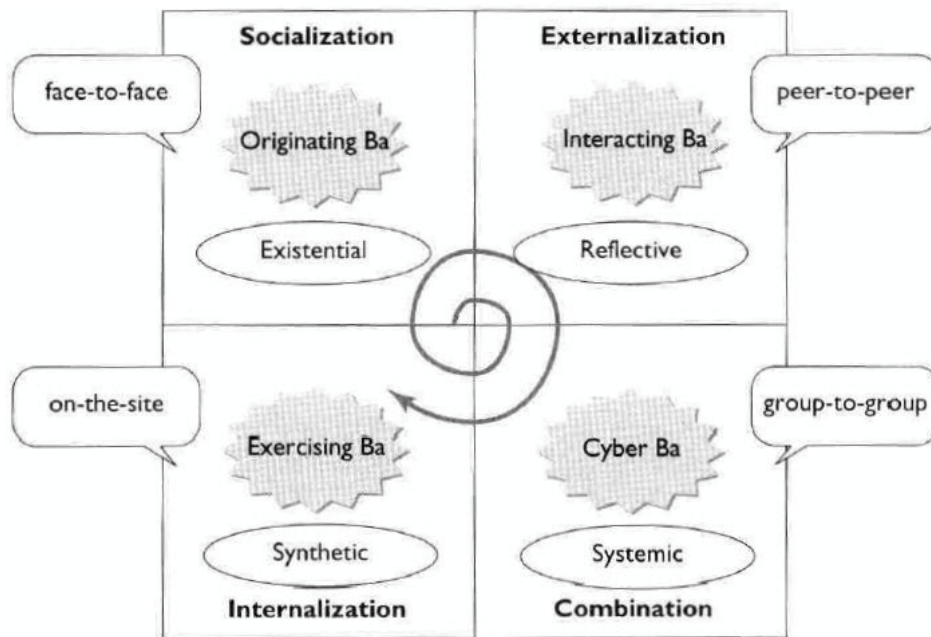 Socialization
Externalization
face-to-face
peer-to-peer
Originating Ba
Interacting Ba
Existential
Reflective
on-the-site
group-to-group
Exercising Ba
Cyber Ba
Synthetic
Systemic
Internalization
Combination